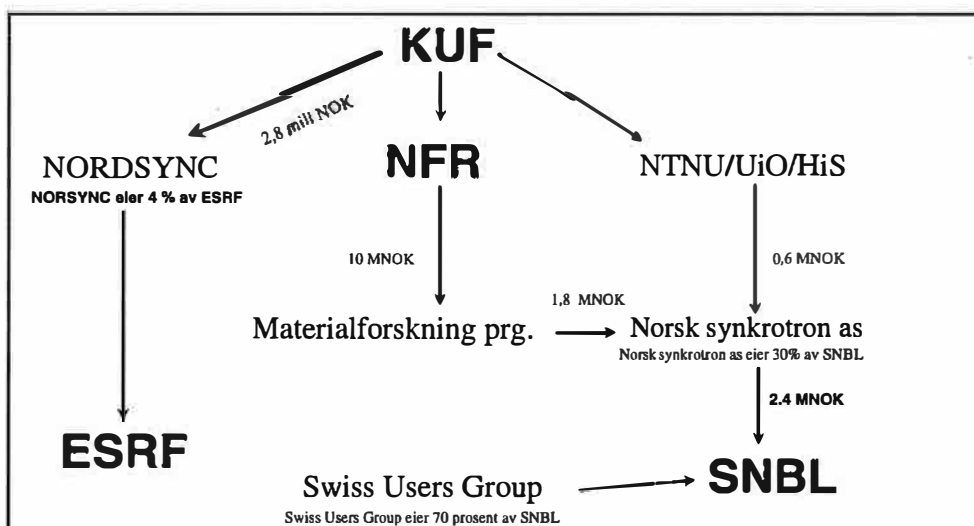 KUF
2,8 mill NOK
NORDSYNC
NORSYNC eier 4 % av ESRF
NFR
NTNU/UiO/HiS
10 MNOK
0,6 MNOK
1,8 MNOK
Materialforskning prg.
Norsk synkrotron as
Norsk synkrotron as eier 30% av SNBL
2.4 MNOK
ESRF
SNBL
Swiss Users Group
Swiss Users Group eier 70 prosent av SNBL